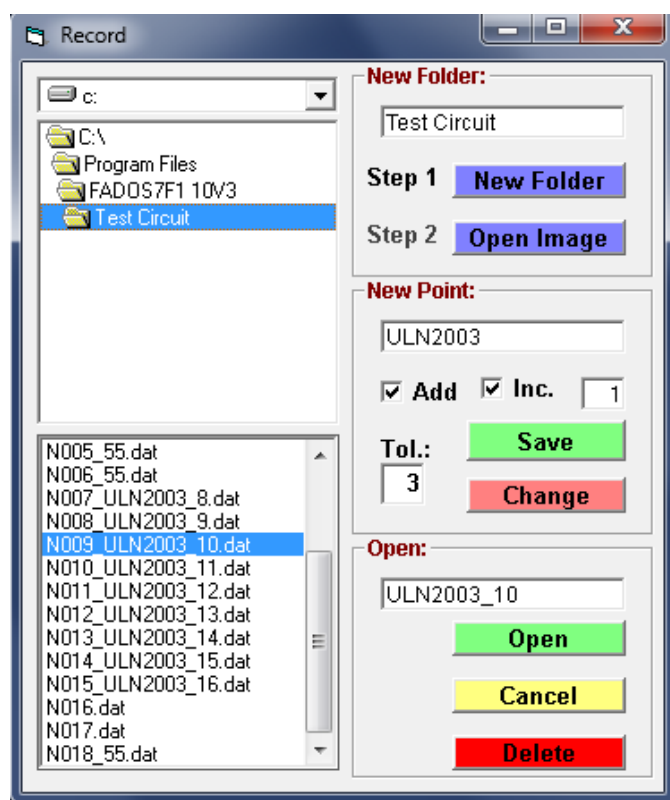 Record
c:
C:\
Program Files
FADOS7F1 10V3
Test Circuit
N005_55.dat
N006_55.dat
N007_ULN2003_8.dat
N008_ULN2003_9.dat
N009_ULN2003_10.dat
N010_ULN2003_11.dat
N011_ULN2003_12.dat
N012_ULN2003_13.dat
N013_ULN2003_14.dat
N014_ULN2003_15.dat
N015_ULN2003_16.dat
N016.dat
N017.dat
N018_55.dat
New Folder:
Test Circuit
Step 1 New Folder
Step 2 Open Image
New Point:
ULN2003
Add Inc. 1
Tol.: Save
3 Change
Open:
ULN2003_10
Open
Cancel
Delete